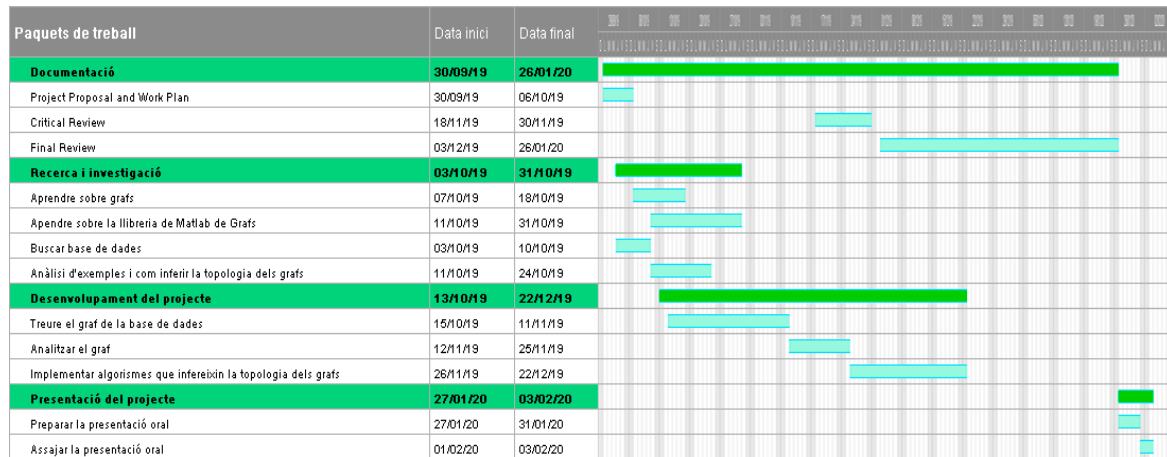 Paquets de treball Data inici Data final
Documentació 30/09/19 26/01/20
Project Proposal and Work Plan 30/09/19 06/10/19
Critical Review 18/11/19 30/11/19
Final Review 03/12/19 26/01/20
Recerca i investigació 03/10/19 31/10/19
Aprendre sobre grafs 07/10/19 18/10/19
Apendre sobre la llibreria de Matlab de Grafs 11/10/19 31/10/19
Buscar base de dades 03/10/19 10/10/19
Anàlisi d'exemples i com inferir la topologia dels grafs 11/10/19 24/10/19
Desenvolupament del projecte 13/10/19 22/12/19
Treure el graf de la base de dades 15/10/19 11/11/19
Analitzar el graf 12/11/19 25/11/19
Implementar algorismes que infereixin la topologia dels grafs 26/11/19 22/12/19
Presentació del projecte 27/01/20 03/02/20
Preparar la presentació oral 27/01/20 31/01/20
Assajar la presentació oral 01/02/20 03/02/20